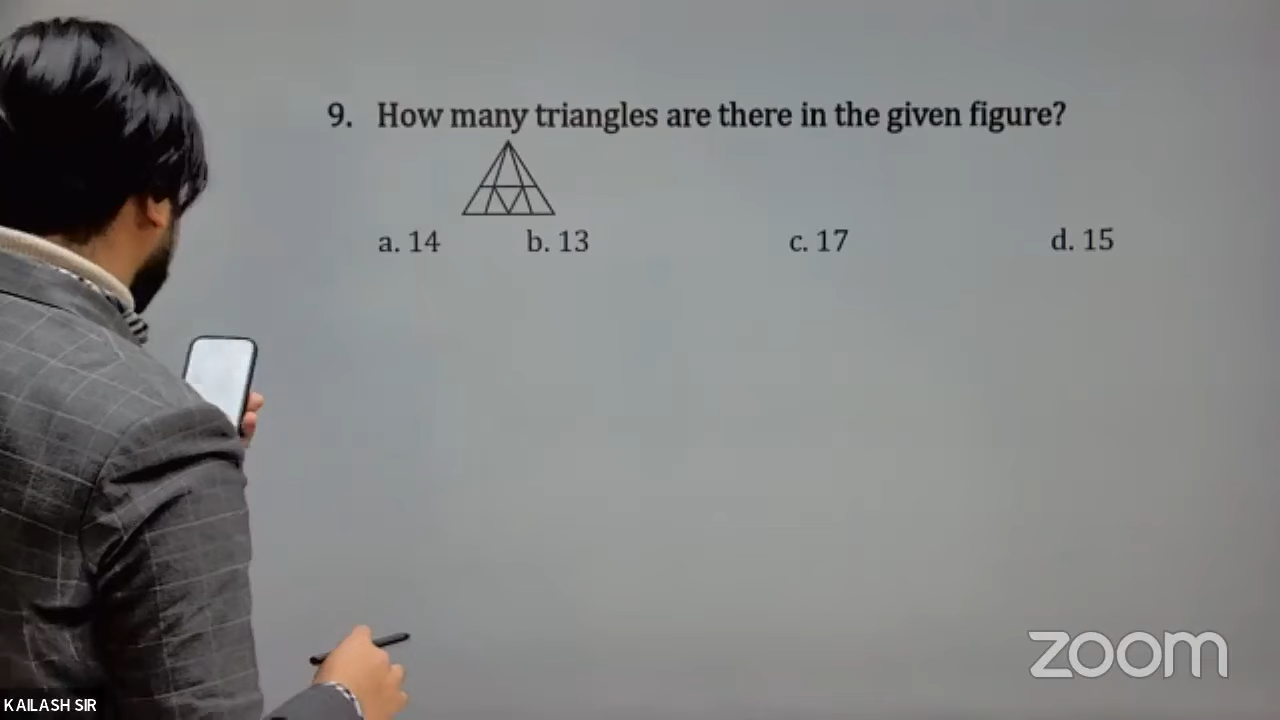 9. How many triangles are there in the given figure?
a. 14 b. 13 c. 17 d. 15
zoom
KAILASH SIR